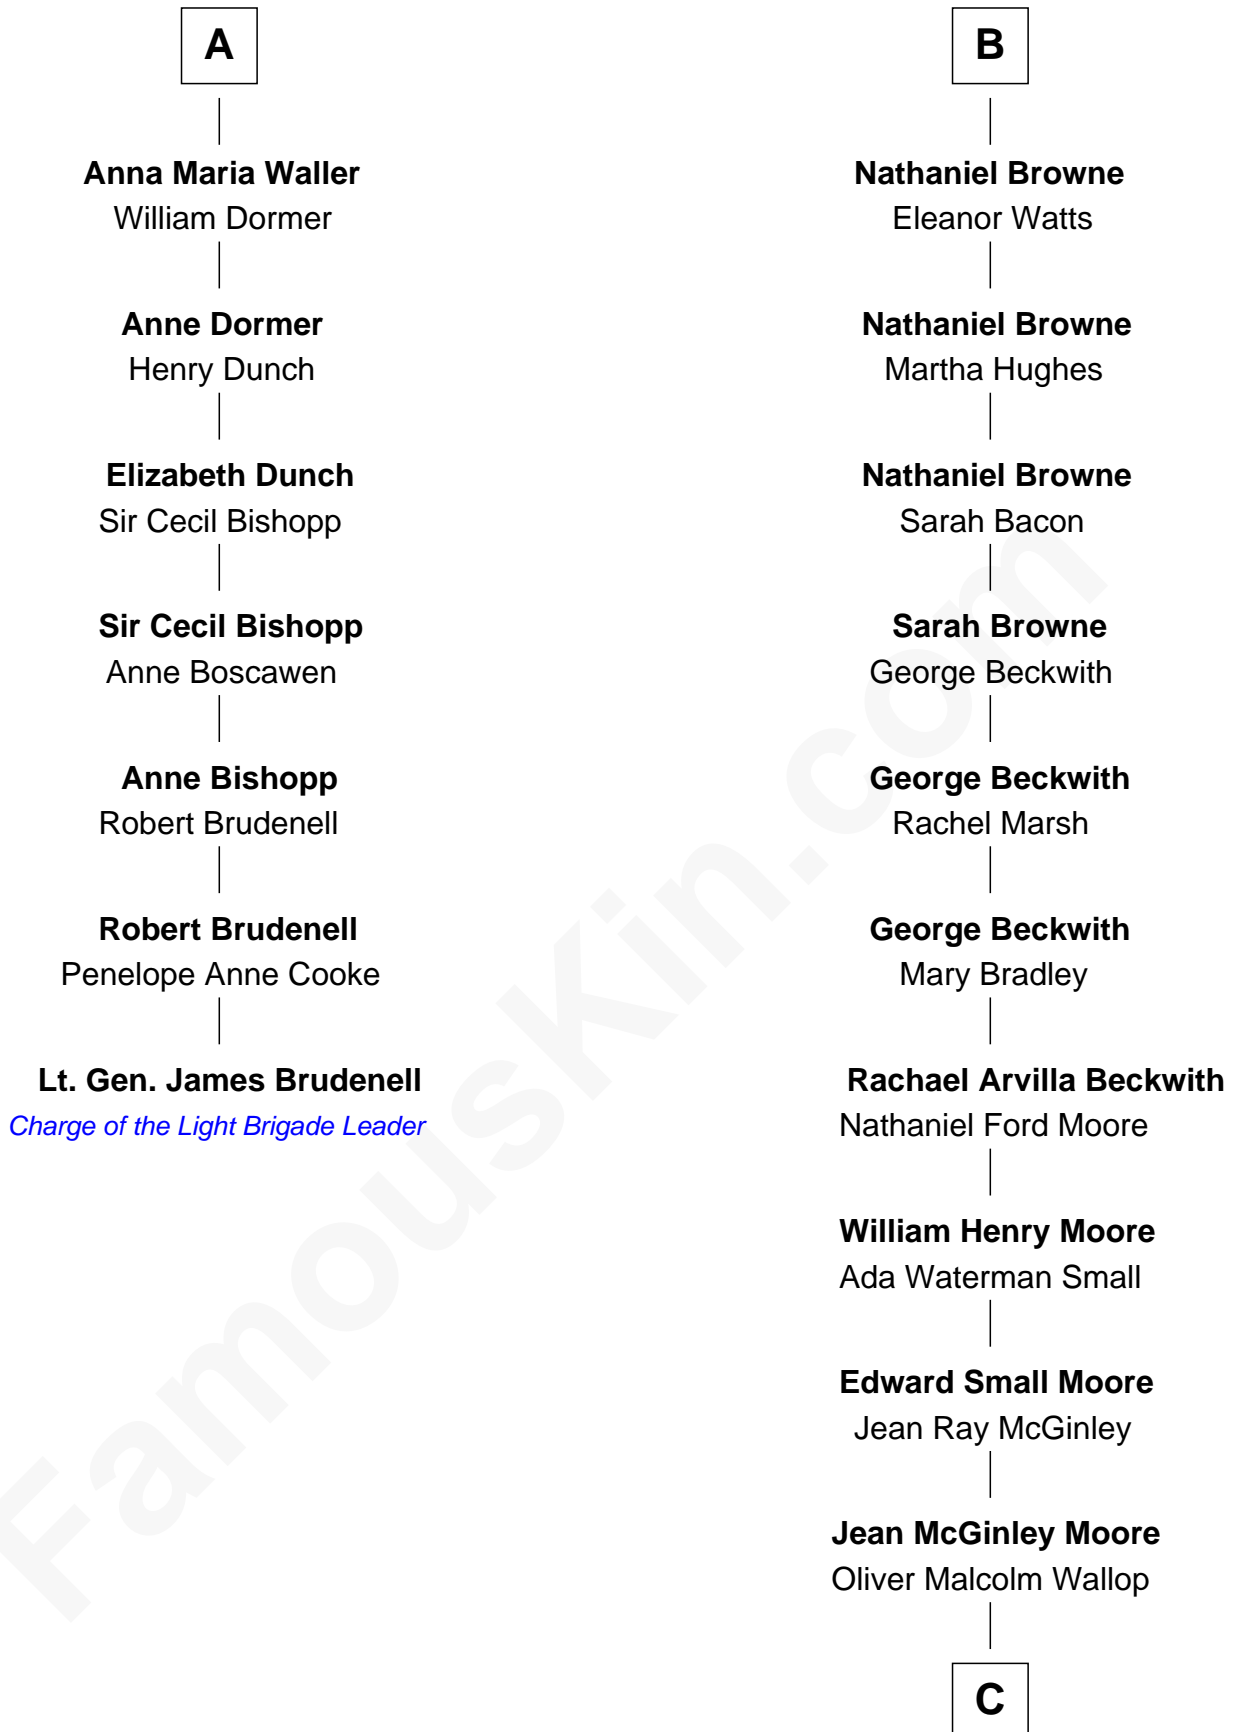 A
Anna Maria Waller
William Dormer
Anne Dormer
Henry Dunch
Elizabeth Dunch
Sir Cecil Bishopp
Sir Cecil Bishopp
Anne Boscawen
Anne Bishopp
Robert Brudenell
Robert Brudenell
Penelope Anne Cooke
Lt. Gen. James Brudenell
Charge of the Light Brigade Leader
B
Nathaniel Browne
Eleanor Watts
Nathaniel Browne
Martha Hughes
Nathaniel Browne
Sarah Bacon
Sarah Browne
George Beckwith
George Beckwith
Rachel Marsh
George Beckwith
Mary Bradley
Rachael Arvilla Beckwith
Nathaniel Ford Moore
William Henry Moore
Ada Waterman Small
Edward Small Moore
Jean Ray McGinley
Jean McGinley Moore
Oliver Malcolm Wallop
C
FamousKin.com